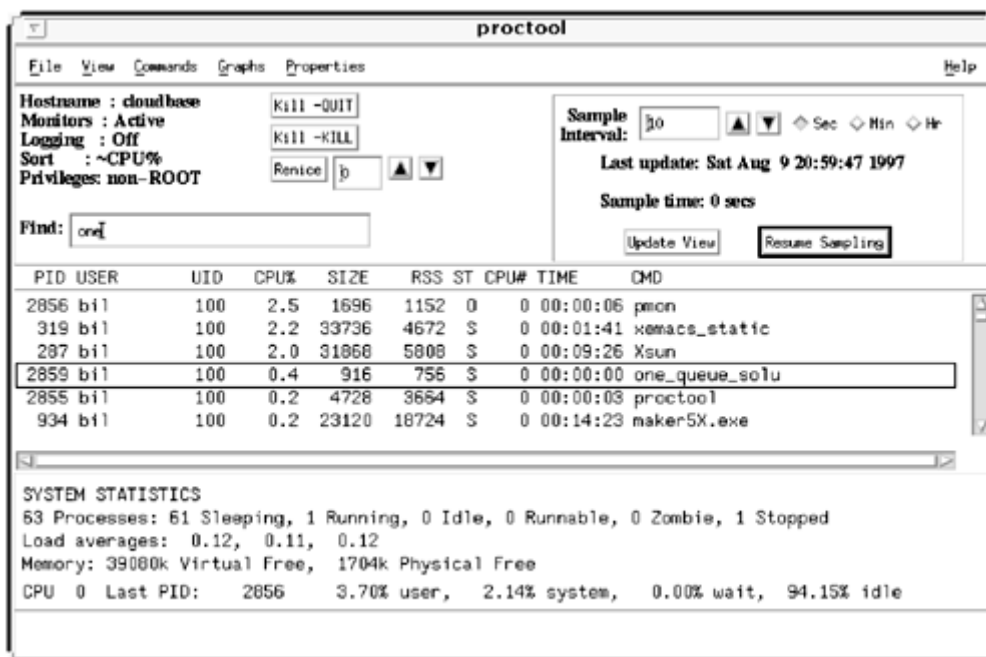 proctool
File View Commands Graphs Properties Help
Hostname : cloudbase
Monitors : Active
Logging : Off
Sort : ~CPU%
Privileges: non-ROOT
Kill -QUIT
Kill -KILL
Renice 0
Find: one
Sample Interval: 10 Sec Min Hr
Last update: Sat Aug 9 20:59:47 1997
Sample time: 0 secs
Update View Resume Sampling
PID USER UID CPU% SIZE RSS ST CPU# TIME CMD
2856 bil 100 2.5 1696 1152 O 0 00:00:06 pmon
319 bil 100 2.2 33736 4672 S 0 00:01:41 xemacs_static
287 bil 100 2.0 31868 5808 S 0 00:09:26 Xsun
2859 bil 100 0.4 916 756 S 0 00:00:00 one_queue_solu
2855 bil 100 0.2 4728 3664 S 0 00:00:03 proctool
934 bil 100 0.2 23120 18724 S 0 00:14:23 maker5X.exe
SYSTEM STATISTICS
63 Processes: 61 Sleeping, 1 Running, 0 Idle, 0 Runnable, 0 Zombie, 1 Stopped
Load averages: 0.12, 0.11, 0.12
Memory: 39080k Virtual Free, 1704k Physical Free
CPU 0 Last PID: 2856 3.70% user, 2.14% system, 0.00% wait, 94.15% idle